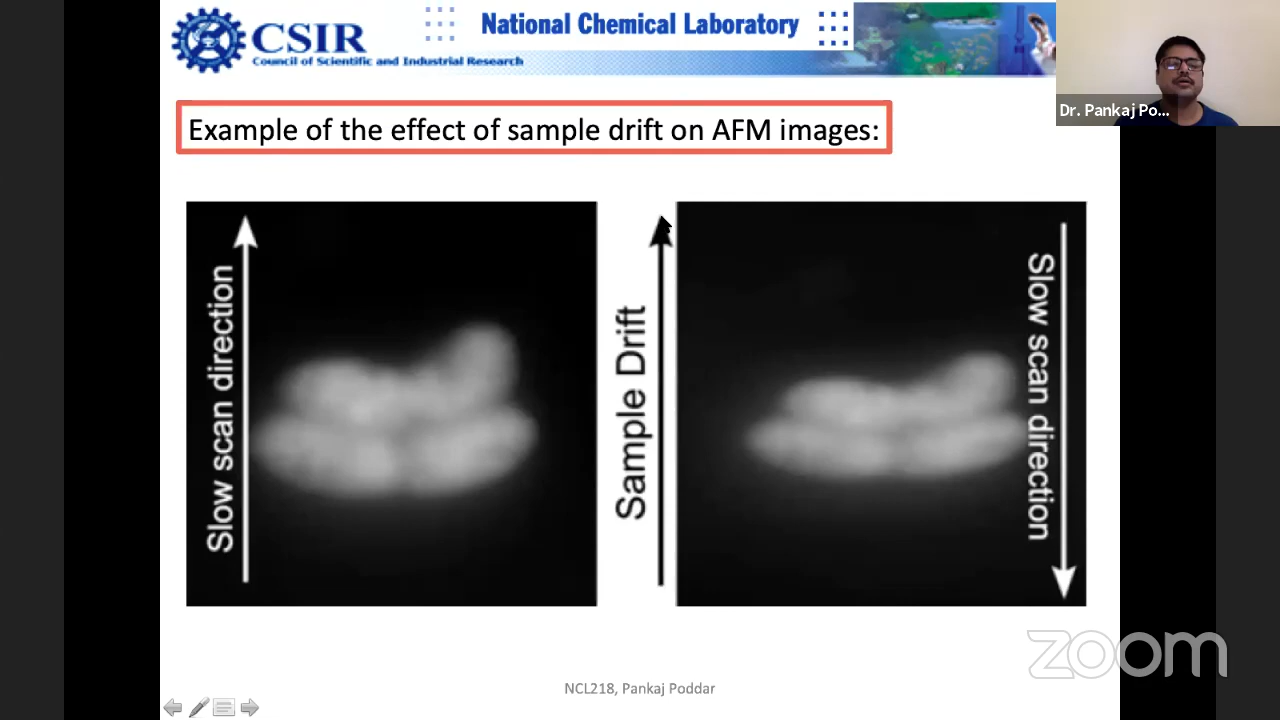 CSIR
Council of Scientific and Industrial Research
National Chemical Laboratory
Dr. Pankaj Po...
Example of the effect of sample drift on AFM images:
Slow scan direction
Sample Drift
Slow scan direction
zoom
NCL218, Pankaj Poddar